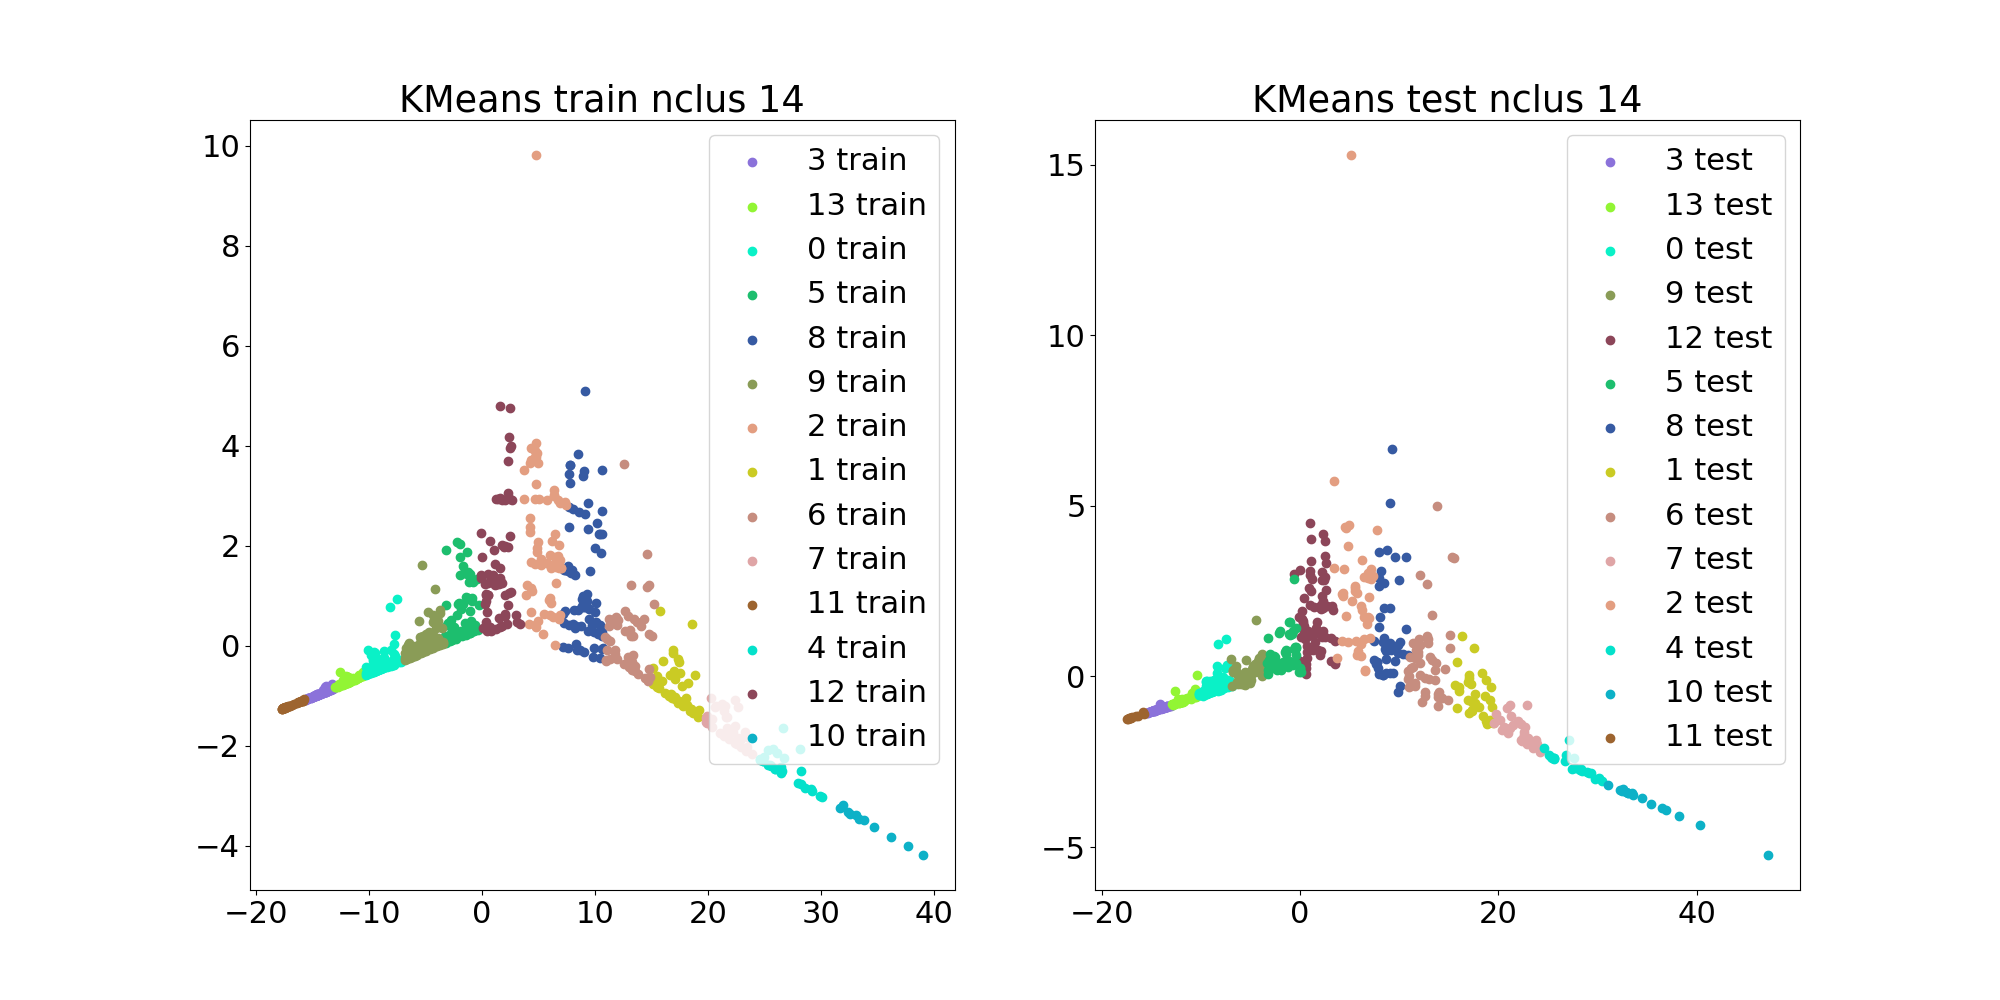 KMeans train nclus 14
10
8
6
4
2
0
−2
−4
−20
−10
0
10
20
30
40
3 train
13 train
0 train
5 train
8 train
9 train
2 train
1 train
6 train
7 train
11 train
4 train
12 train
10 train
KMeans test nclus 14
15
10
5
0
−5
−20
0
20
40
3 test
13 test
0 test
9 test
12 test
5 test
8 test
1 test
6 test
7 test
2 test
4 test
10 test
11 test